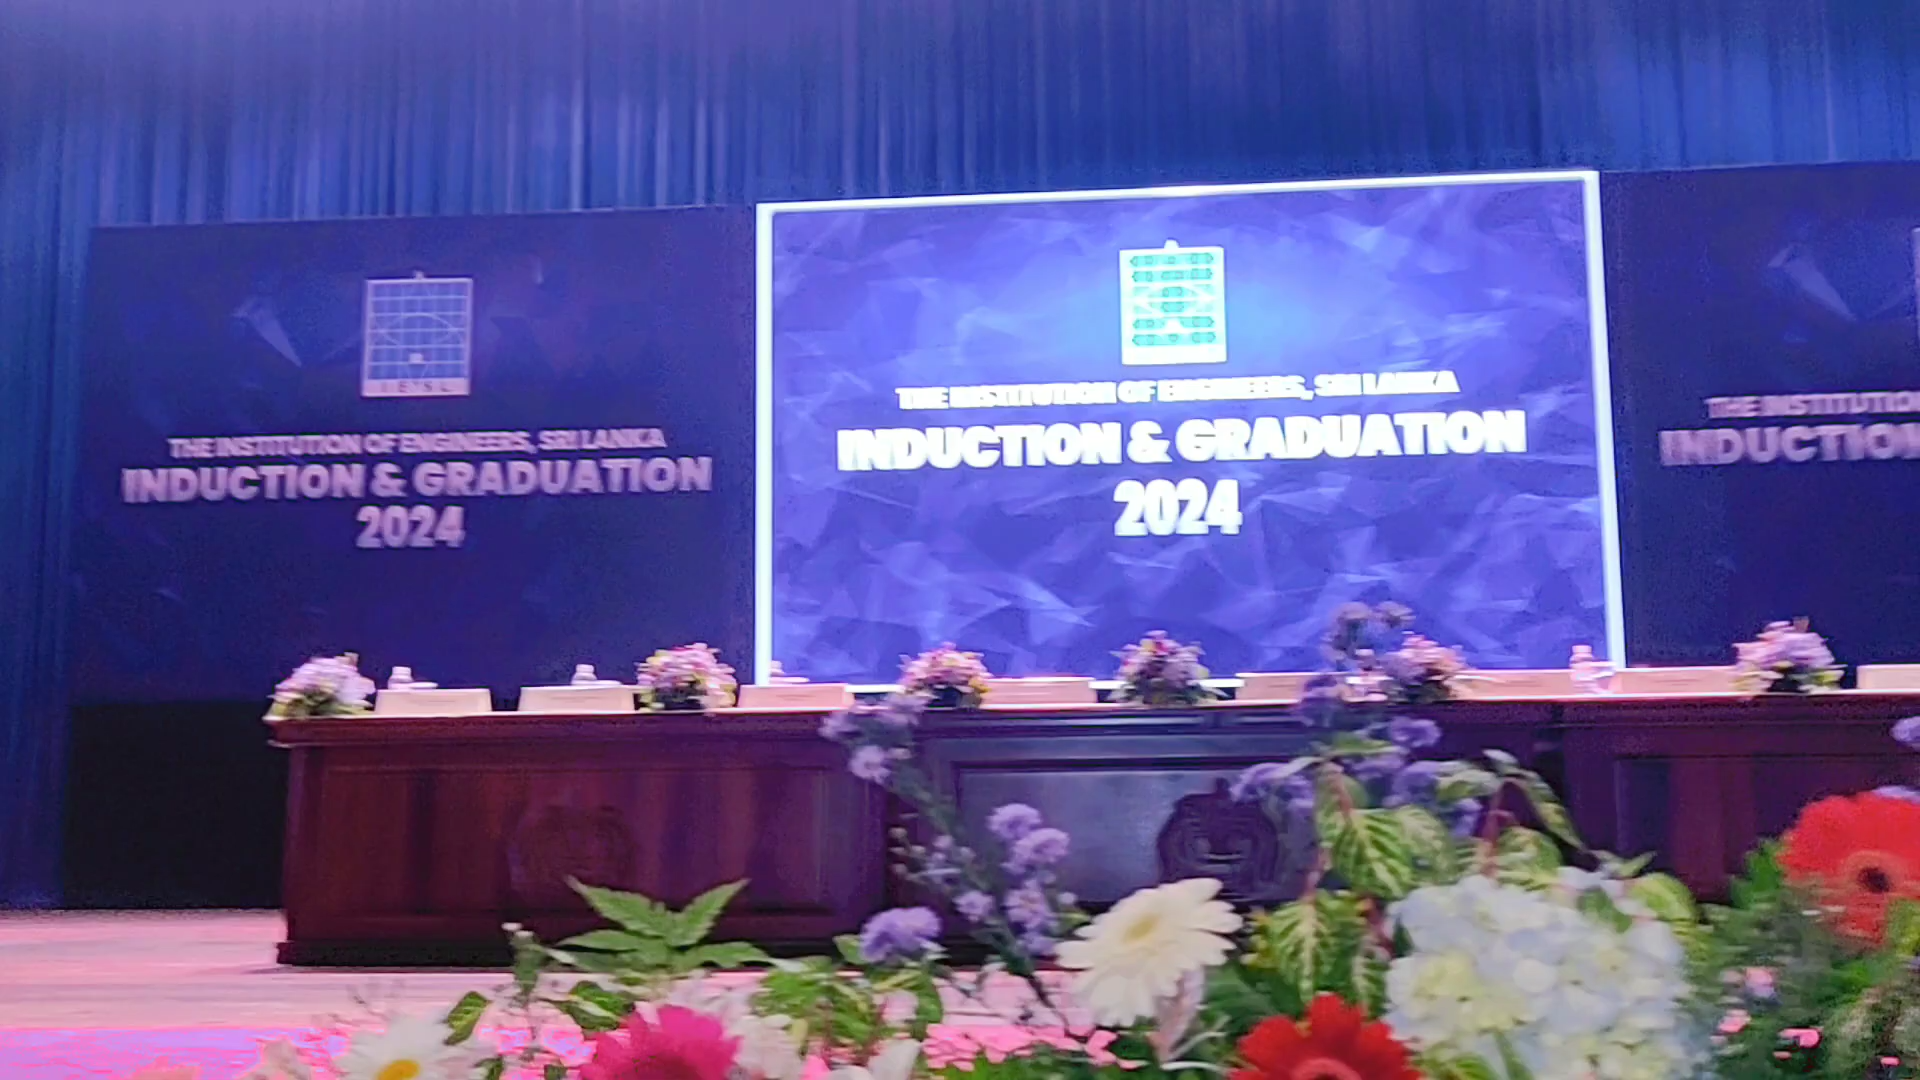 IESL
THE INSTITUTION OF ENGINEERS, SRI LANKA
INDUCTION & GRADUATION
2024
THE INSTITUTION OF ENGINEERS, SRI LANKA
INDUCTION & GRADUATION
2024
THE INSTITUTIO
INDUCTION